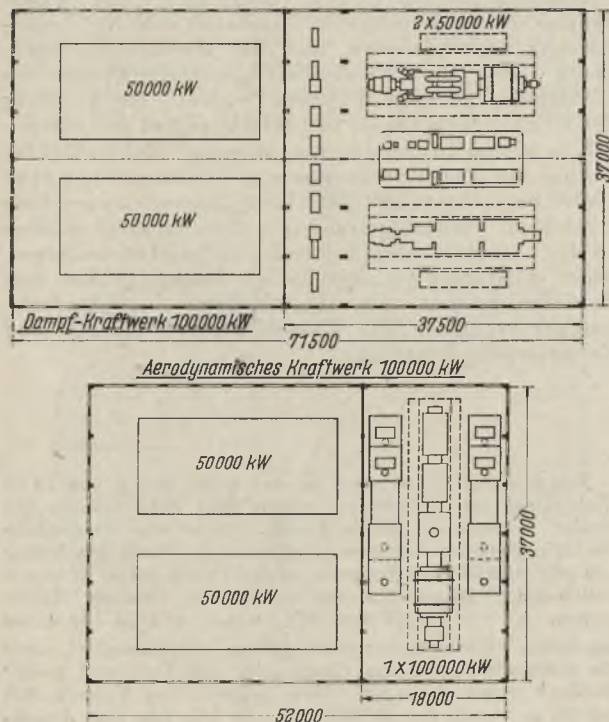 2 X 50000 kW
50000 kW
50000 kW
37000
Dampf-Kraftwerk 100000 kW
37500
71500
Aerodynamisches Kraftwerk 100000 kW
50000 kW
50000 kW
37000
1 X 100000 kW
18000
52000